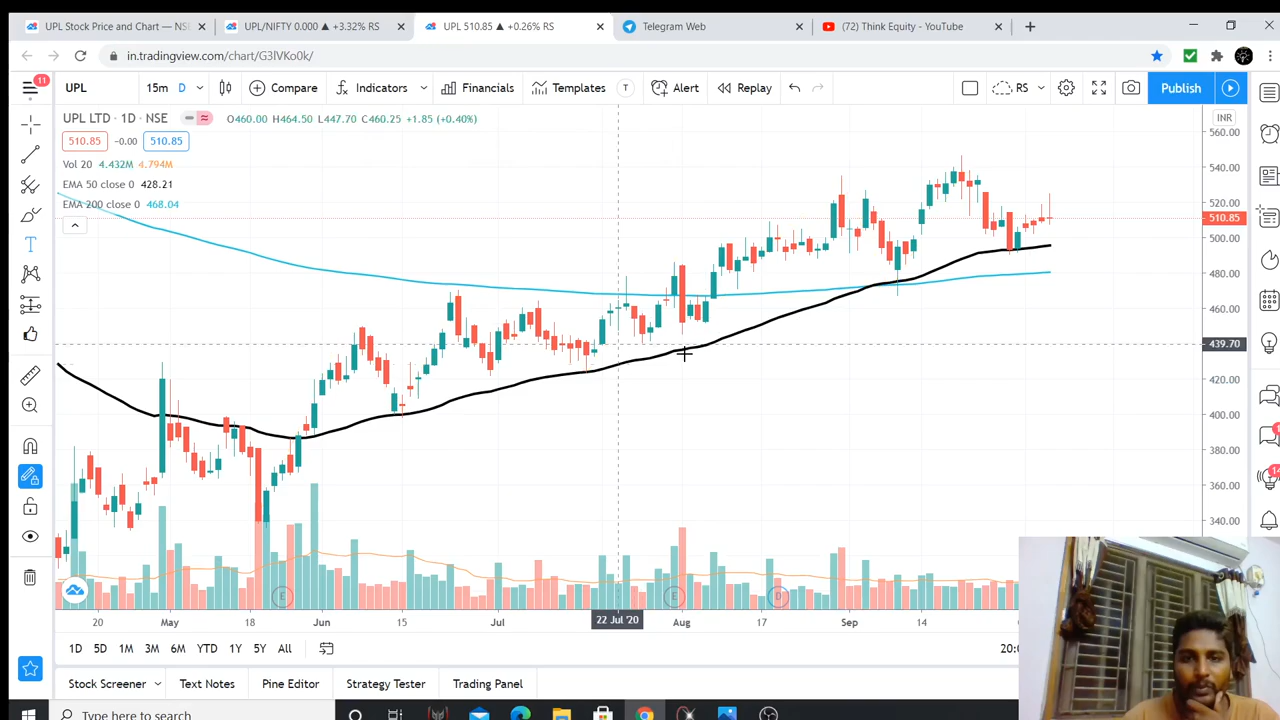 UPL Stock Price and Chart — NSE
UPL/NIFTY 0.000 ▲ +3.32% RS
UPL 510.85 ▲ +0.26% RS
Telegram Web
(72) Think Equity - YouTube
in.tradingview.com/chart/G3lVKo0k/
11
UPL
15m
D
Compare
Indicators
Financials
Templates
T
Alert
Replay
RS
Publish
UPL LTD · 1D · NSE
O460.00 H464.50 L447.70 C460.25 +1.85 (+0.40%)
INR
510.85
-0.00
510.85
Vol 20 4.432M 4.794M
EMA 50 close 0 428.21
EMA 200 close 0 468.04
560.00
540.00
520.00
510.85
500.00
480.00
460.00
439.70
420.00
400.00
380.00
360.00
340.00
E
E
D
20
May
18
Jun
15
Jul
22 Jul '20
Aug
17
Sep
14
1D
5D
1M
3M
6M
YTD
1Y
5Y
All
Stock Screener
Text Notes
Pine Editor
Strategy Tester
Trading Panel
Type here to search